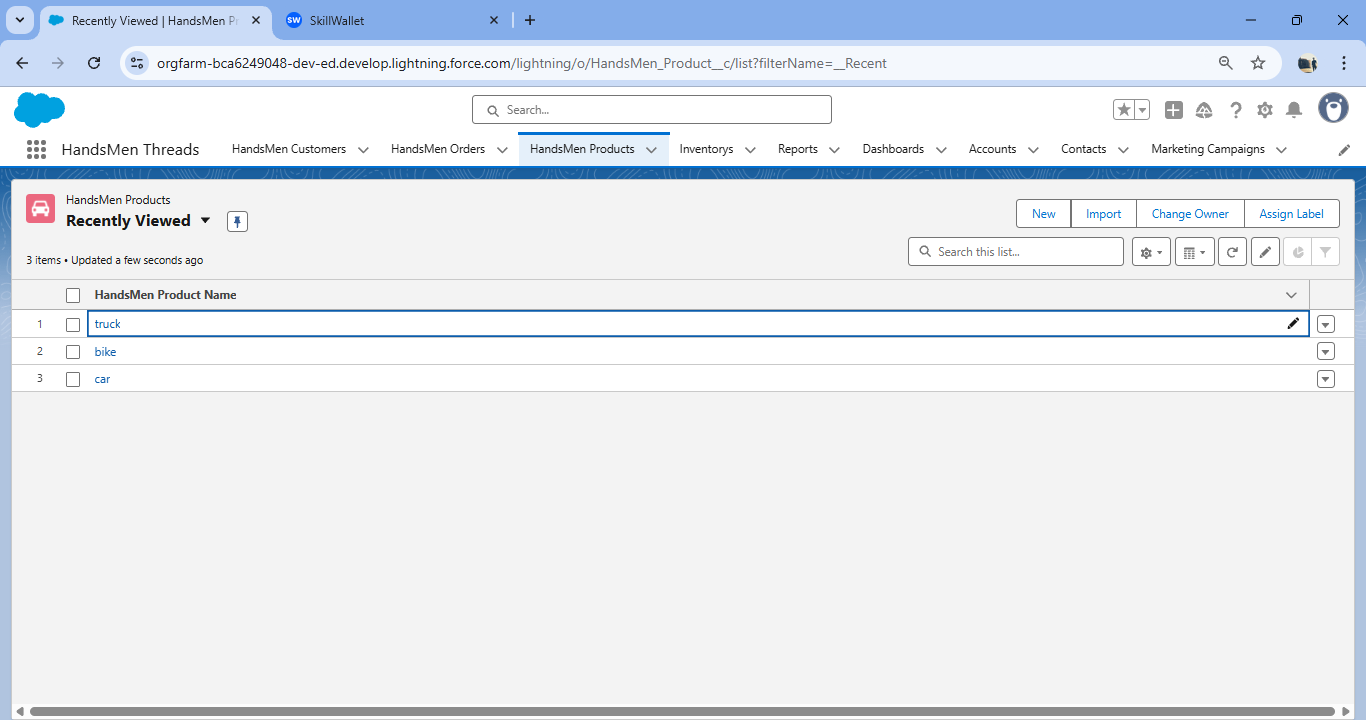 Recently Viewed | HandsMen Pr
SW SkillWallet
orgfarm-bca6249048-dev-ed.develop.lightning.force.com/lightning/o/HandsMen_Product__c/list?filterName=__Recent
Search...
HandsMen Threads HandsMen Customers HandsMen Orders HandsMen Products Inventorys Reports Dashboards Accounts Contacts Marketing Campaigns
HandsMen Products
Recently Viewed
New Import Change Owner Assign Label
3 items • Updated a few seconds ago
Search this list...
HandsMen Product Name
1 truck
2 bike
3 car